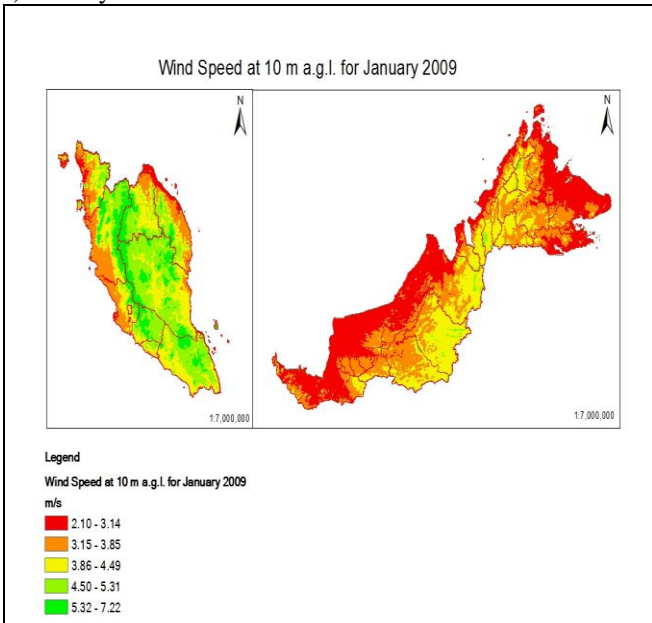 Wind Speed at 10 m a.g.l. for January 2009
N
N
1:7,000,000
1:7,000,000
Legend
Wind Speed at 10 m a.g.l. for January 2009
m/s
2.10 - 3.14
3.15 - 3.85
3.86 - 4.49
4.50 - 5.31
5.32 - 7.22